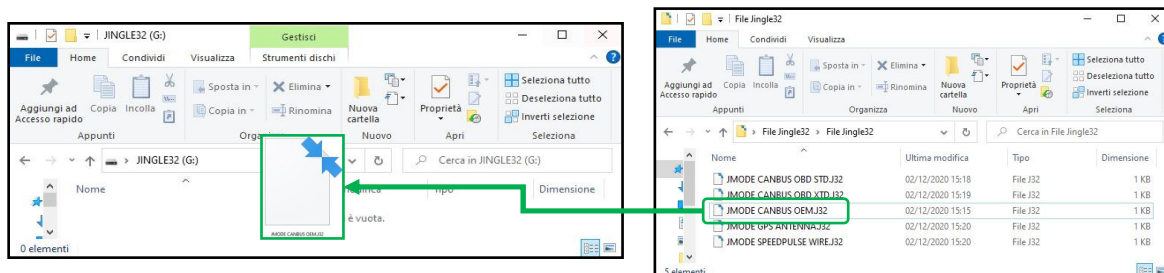 JINGLE32 (G:)
Gestisci
File
Home
Condividi
Visualizza
Strumenti dischi
Aggiungi ad
Accesso rapido
Copia
Incolla
Sposta in
Copia in
Elimina
Rinomina
Nuova
cartella
Proprietà
Seleziona tutto
Deseleziona tutto
Inverti selezione
Appunti
Nuovo
Apri
Seleziona
JINGLE32 (G:)
Cerca in JINGLE32 (G:)
Nome
Dimensione
è vuota.
JMODE CANBUS OEM.J32
0 elementi
File Jingle32
File
Home
Condividi
Visualizza
Aggiungi ad
Accesso rapido
Copia
Incolla
Sposta in
Copia in
Elimina
Rinomina
Nuova
cartella
Proprietà
Seleziona tutto
Deseleziona tutto
Inverti selezione
Appunti
Organizza
Nuovo
Apri
Seleziona
File Jingle32 > File Jingle32
Cerca in File Jingle32
Nome Ultima modifica Tipo Dimensione
JMODE CANBUS OBD STD.J32 02/12/2020 15:18 File J32 1 KB
JMODE CANBUS OBD XTD.J32 02/12/2020 15:19 File J32 1 KB
JMODE CANBUS OEM.J32 02/12/2020 15:15 File J32 1 KB
JMODE GPS ANTENNA.J32 02/12/2020 15:20 File J32 1 KB
JMODE SPEEDPULSE WIRE.J32 02/12/2020 15:20 File J32 1 KB
5 elementi